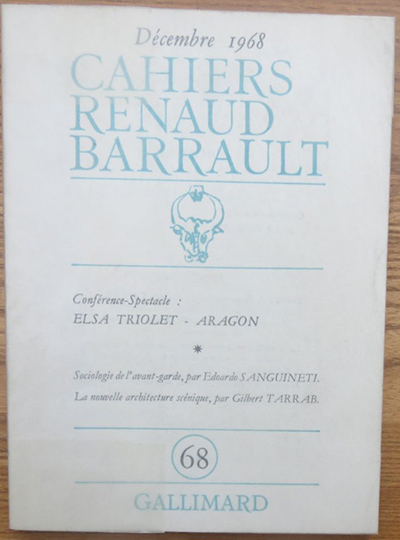 Décembre 1968
CAHIERS
RENAUD
BARRAULT
Conférence-Spectacle :
ELSA TRIOLET - ARAGON
*
Sociologie de l'avant-garde, par Edoardo SANGUINETI.
La nouvelle architecture scénique, par Gilbert TARRAB.
68
GALLIMARD